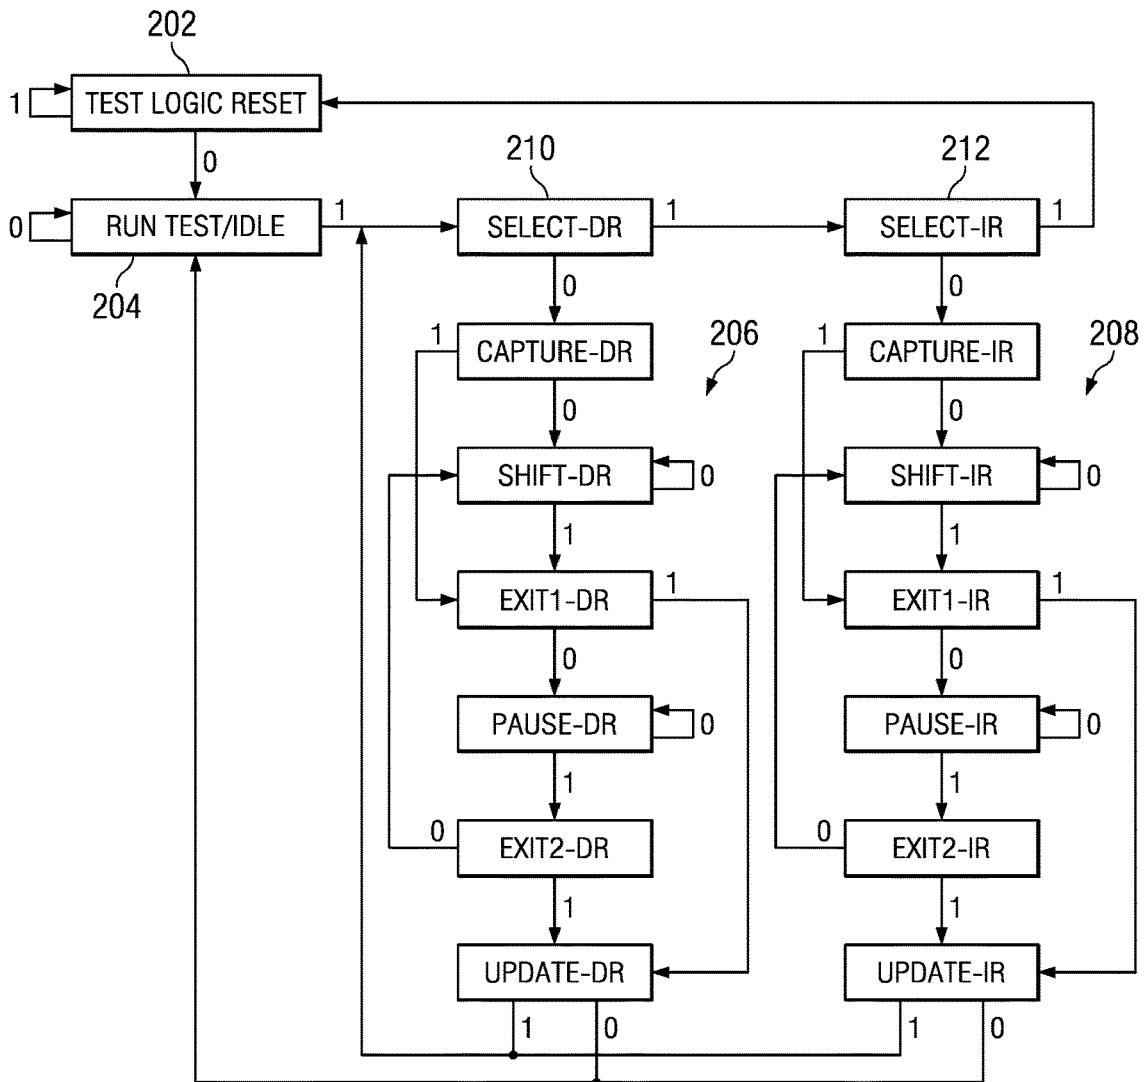 202
1
TEST LOGIC RESET
0
210
212
0
RUN TEST/IDLE
1
SELECT-DR
1
SELECT-IR
1
204
0
0
1
CAPTURE-DR
206
1
CAPTURE-IR
208
0
0
SHIFT-DR
0
SHIFT-IR
0
1
1
EXIT1-DR
1
EXIT1-IR
1
0
0
PAUSE-DR
0
PAUSE-IR
0
1
1
0
EXIT2-DR
0
EXIT2-IR
1
1
UPDATE-DR
UPDATE-IR
1
0
1
0